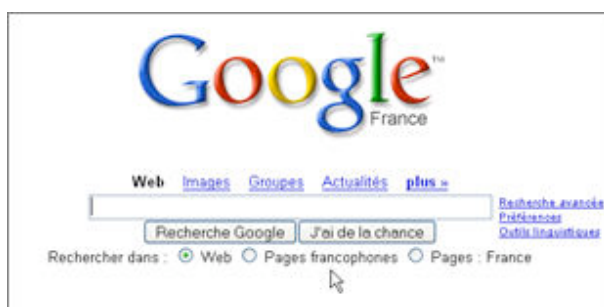 Google™
France
Web Images Groupes Actualités plus »
Recherche avancée
Préférences
Outils linguistiques
Recherche Google J'ai de la chance
Rechercher dans : Web Pages francophones Pages : France